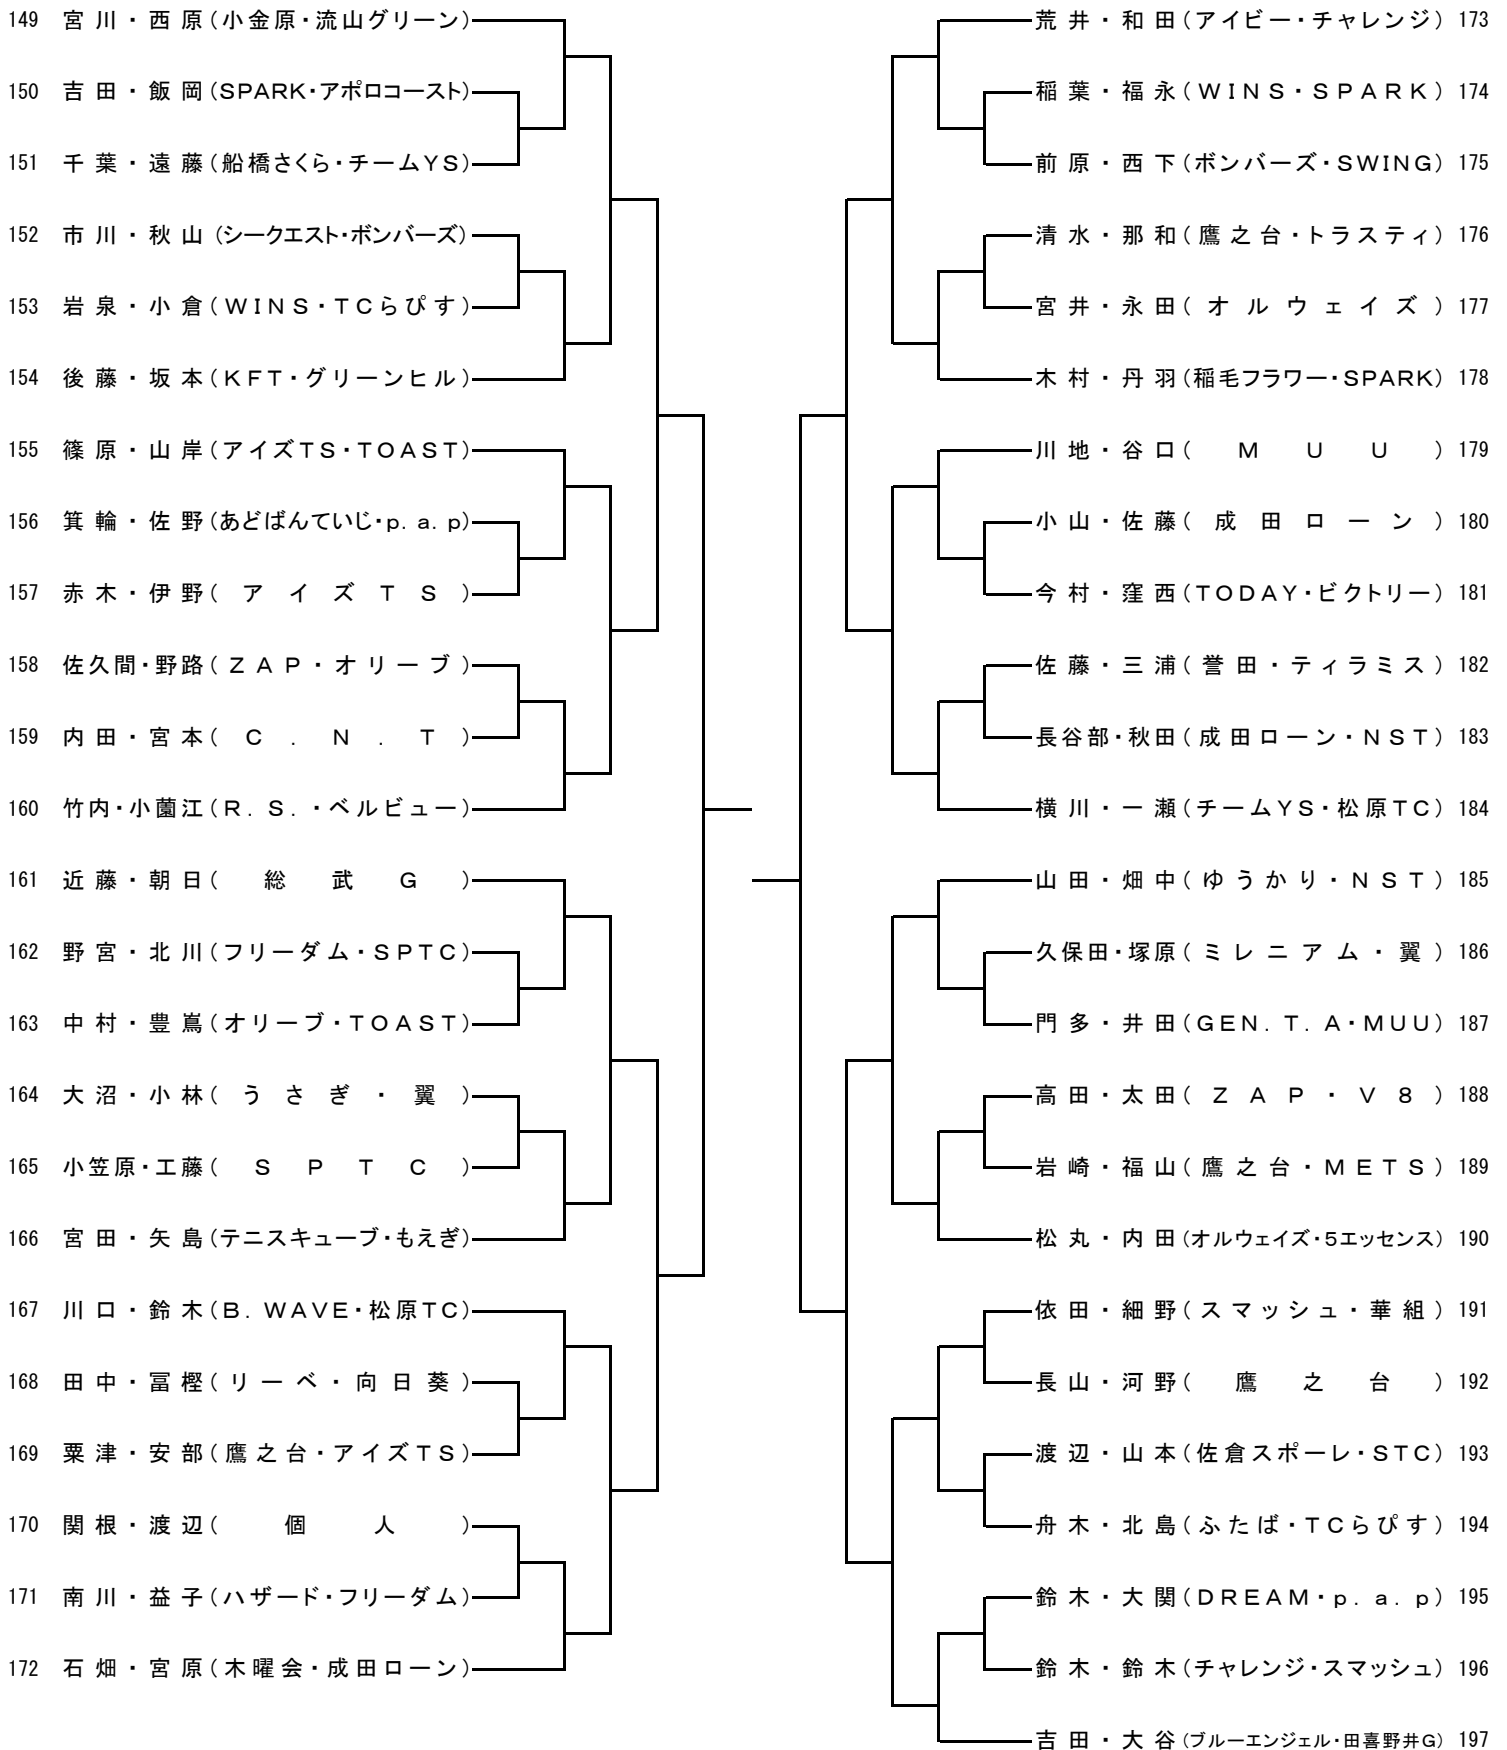 149 宮川・西原(小金原・流山グリーン)
150 吉田・飯岡(SPARK・アポロコースト)
151 千葉・遠藤(船橋さくら・チームYS)
152 市川・秋山(シークエスト・ボンバーズ)
153 岩泉・小倉(WINS・TCらぴす)
154 後藤・坂本(KFT・グリーンヒル)
155 篠原・山岸(アイズTS・TOAST)
156 箕輪・佐野(あどばんていじ・p.a.p)
157 赤木・伊野(アイズTS)
158 佐久間・野路(ZAP・オリーブ)
159 内田・宮本(C.N.T)
160 竹内・小薗江(R.S.・ベルビュー)
161 近藤・朝日(総武G)
162 野宮・北川(フリーダム・SPTC)
163 中村・豊嶌(オリーブ・TOAST)
164 大沼・小林(うさぎ・翼)
165 小笠原・工藤(SPTC)
166 宮田・矢島(テニスキューブ・もえぎ)
167 川口・鈴木(B.WAVE・松原TC)
168 田中・冨樫(リーベ・向日葵)
169 粟津・安部(鷹之台・アイズTS)
170 関根・渡辺(個人)
171 南川・益子(ハザード・フリーダム)
172 石畑・宮原(木曜会・成田ローン)
荒井・和田(アイビー・チャレンジ) 173
稲葉・福永(WINS・SPARK) 174
前原・西下(ボンバーズ・SWING) 175
清水・那和(鷹之台・トラスティ) 176
宮井・永田(オルウェイズ) 177
木村・丹羽(稲毛フラワー・SPARK) 178
川地・谷口(MUU) 179
小山・佐藤(成田ローン) 180
今村・窪西(TODAY・ビクトリー) 181
佐藤・三浦(誉田・ティラミス) 182
長谷部・秋田(成田ローン・NST) 183
横川・一瀬(チームYS・松原TC) 184
山田・畑中(ゆうかり・NST) 185
久保田・塚原(ミレニアム・翼) 186
門多・井田(GEN.T.A・MUU) 187
高田・太田(ZAP・V8) 188
岩崎・福山(鷹之台・METS) 189
松丸・内田(オルウェイズ・5エッセンス) 190
依田・細野(スマッシュ・華組) 191
長山・河野(鷹之台) 192
渡辺・山本(佐倉スポーレ・STC) 193
舟木・北島(ふたば・TCらぴす) 194
鈴木・大関(DREAM・p.a.p) 195
鈴木・鈴木(チャレンジ・スマッシュ) 196
吉田・大谷(ブルーエンジェル・田喜野井G) 197